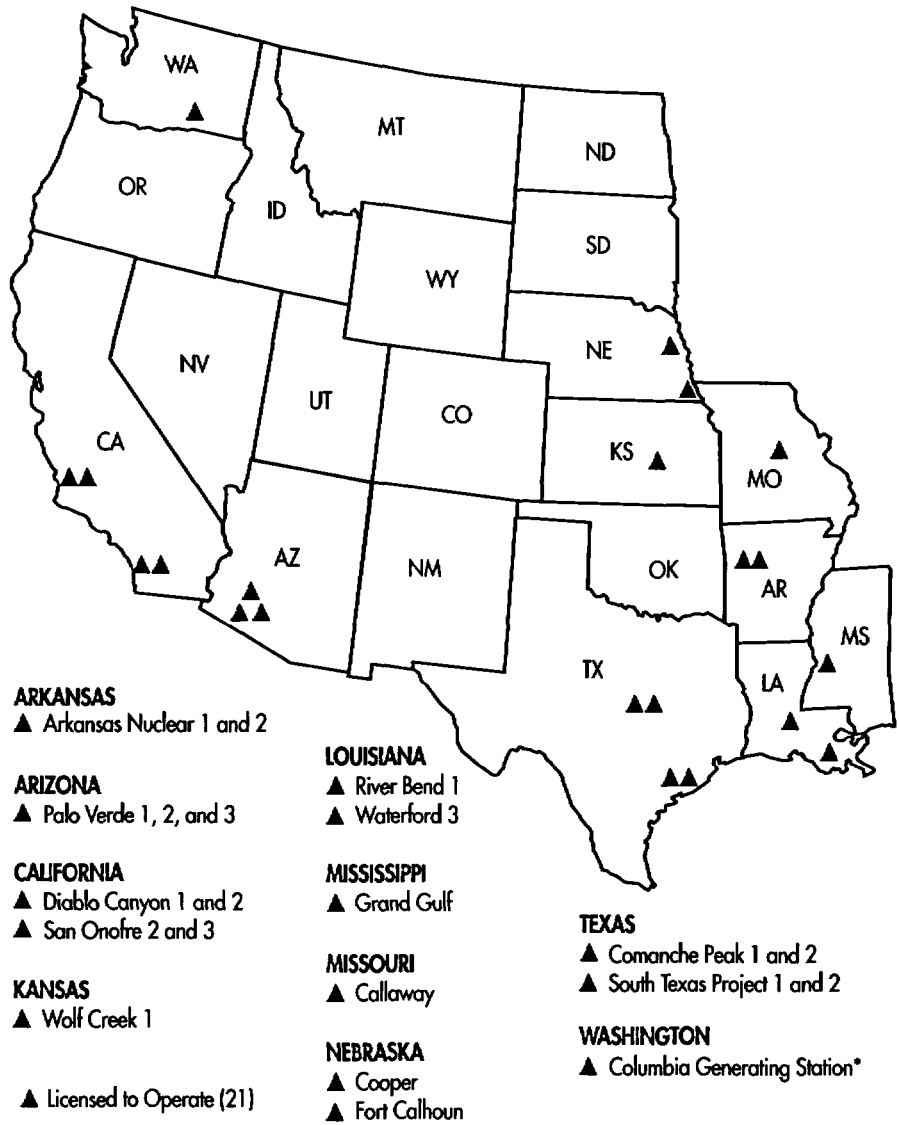 WA
MT
ND
OR
ID
SD
WY
NE
NV
UT
CO
CA
KS
MO
AZ
NM
OK
AR
MS
TX
LA
ARKANSAS
Arkansas Nuclear 1 and 2
ARIZONA
Palo Verde 1, 2, and 3
CALIFORNIA
Diablo Canyon 1 and 2
San Onofre 2 and 3
KANSAS
Wolf Creek 1
Licensed to Operate (21)
LOUISIANA
River Bend 1
Waterford 3
MISSISSIPPI
Grand Gulf
MISSOURI
Callaway
NEBRASKA
Cooper
Fort Calhoun
TEXAS
Comanche Peak 1 and 2
South Texas Project 1 and 2
WASHINGTON
Columbia Generating Station*